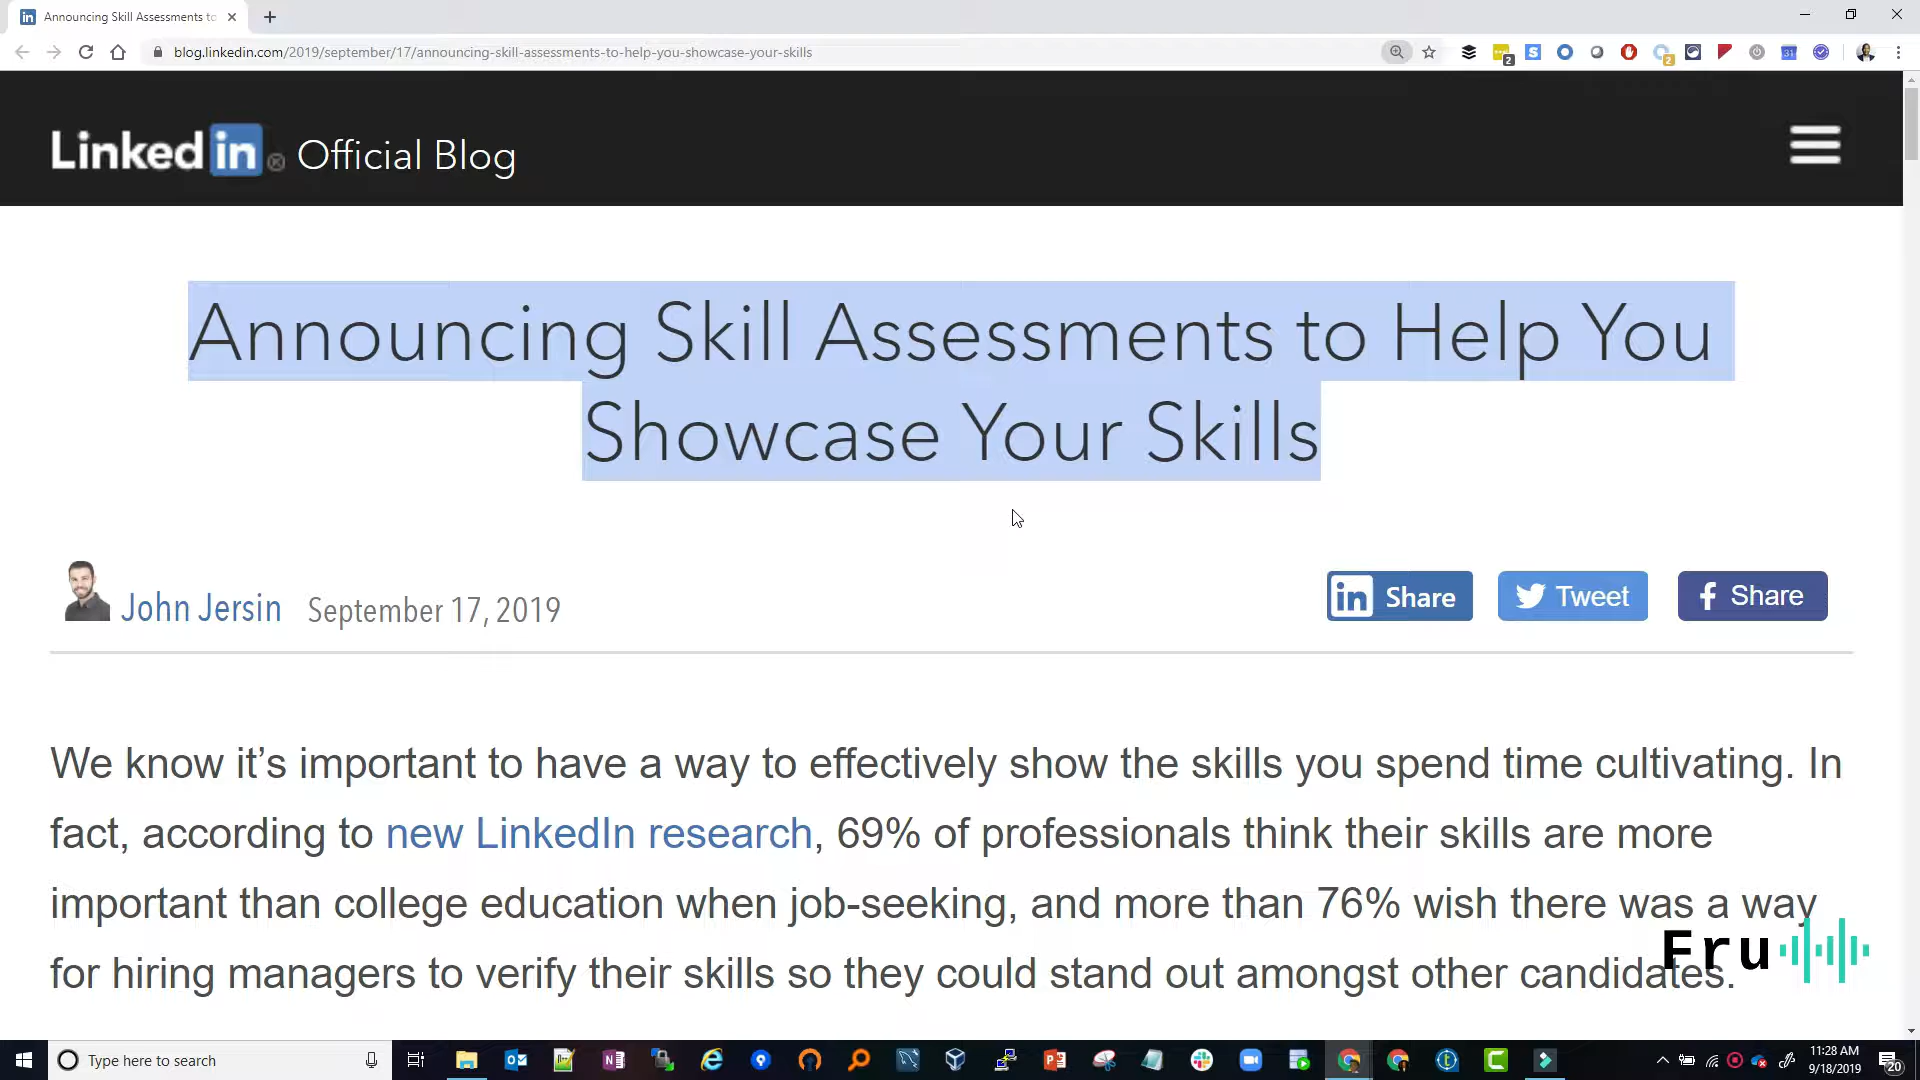 Announcing Skill Assessments to
blog.linkedin.com/2019/september/17/announcing-skill-assessments-to-help-you-showcase-your-skills
2
2
31
Linked in ® Official Blog
Announcing Skill Assessments to Help You
Showcase Your Skills
John Jersin September 17, 2019
in Share Tweet f Share
We know it’s important to have a way to effectively show the skills you spend time cultivating. In
fact, according to new LinkedIn research, 69% of professionals think their skills are more
important than college education when job-seeking, and more than 76% wish there was a way
for hiring managers to verify their skills so they could stand out amongst other candidates.
Fru
Type here to search
11:28 AM
9/18/2019
20